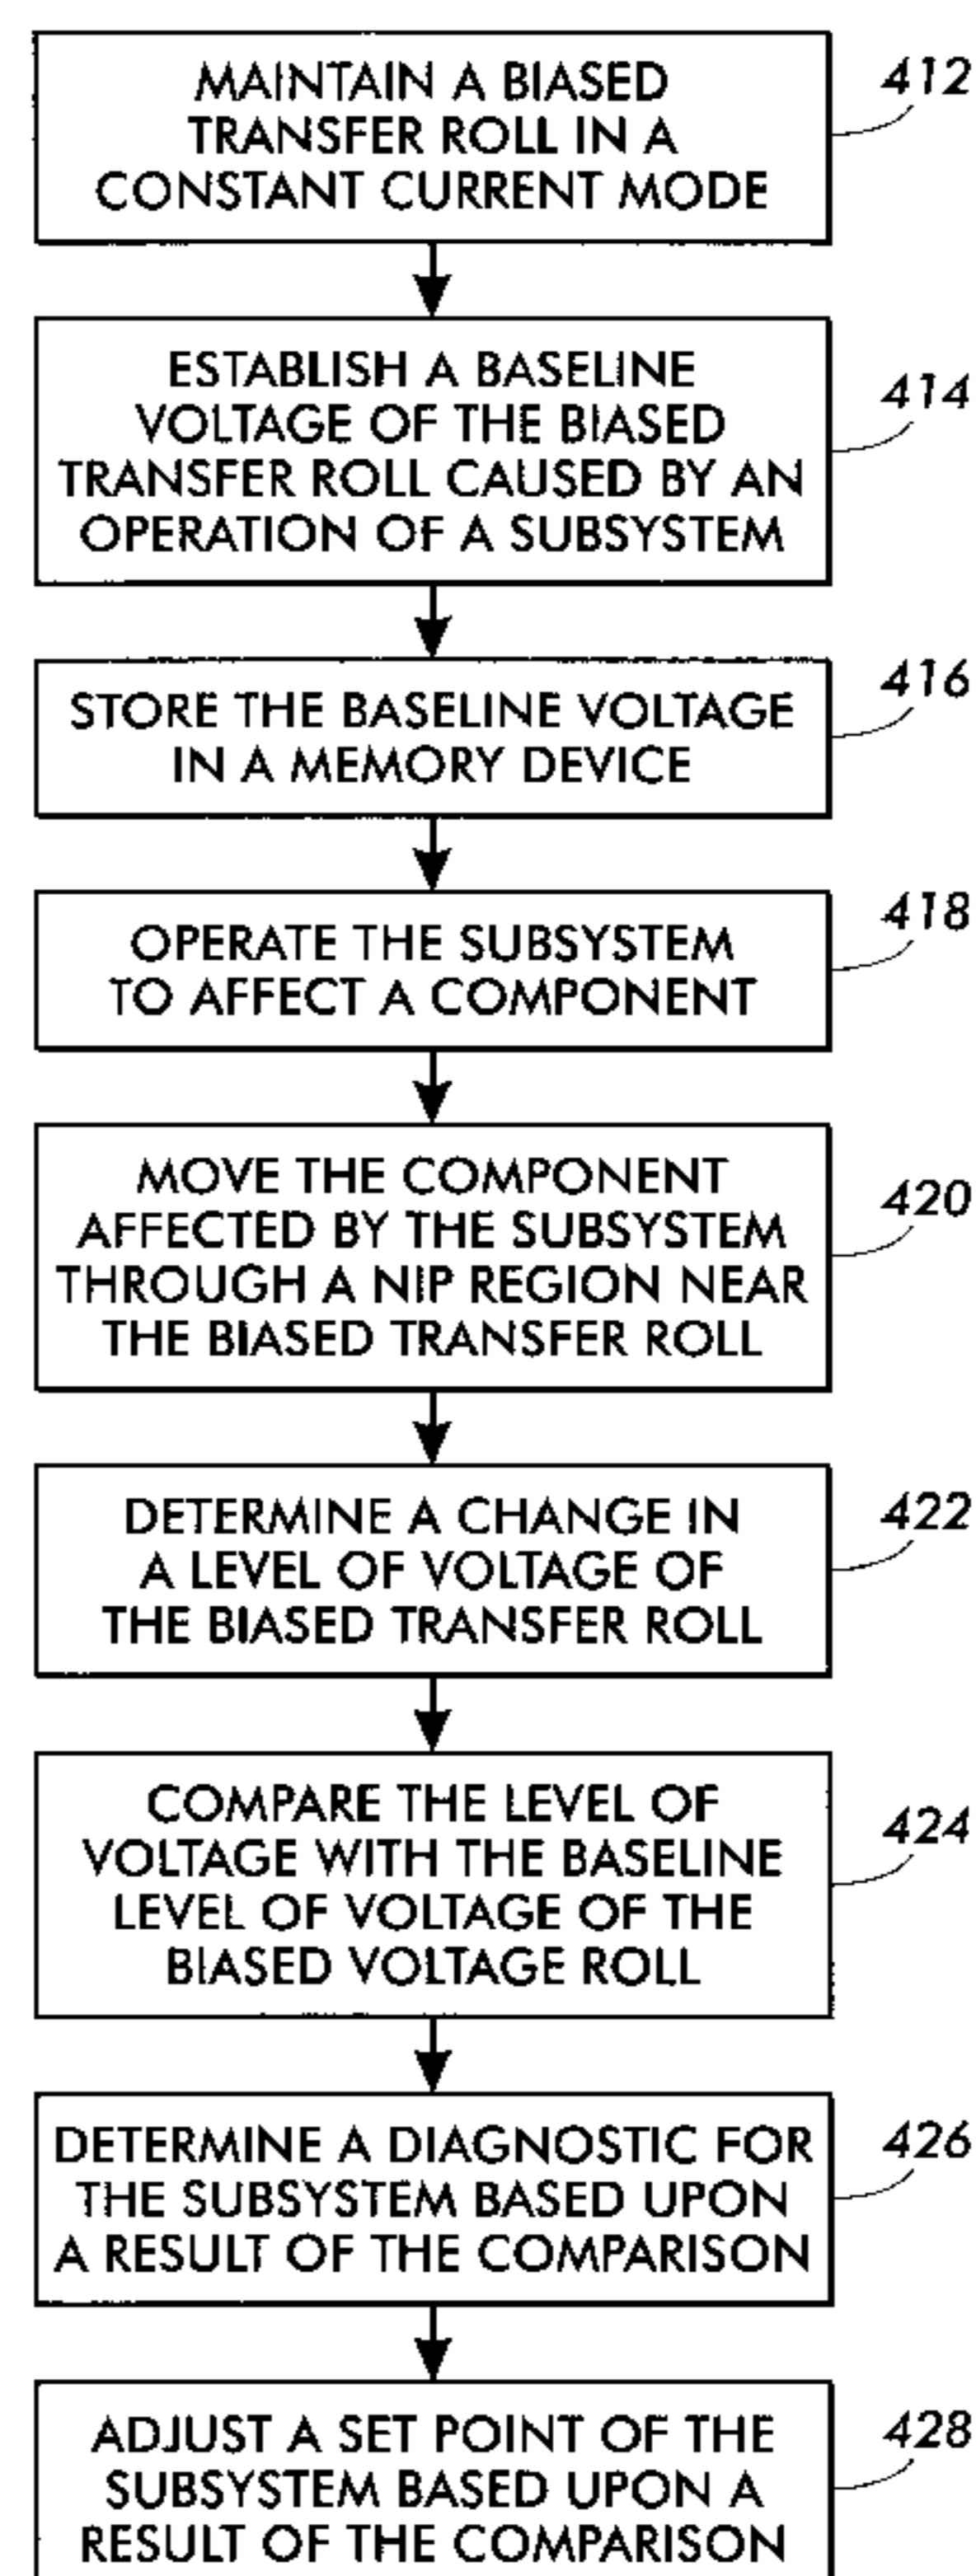 MAINTAIN A BIASED
TRANSFER ROLL IN A
CONSTANT CURRENT MODE
412
ESTABLISH A BASELINE
VOLTAGE OF THE BIASED
TRANSFER ROLL CAUSED BY AN
OPERATION OF A SUBSYSTEM
414
STORE THE BASELINE VOLTAGE
IN A MEMORY DEVICE
416
OPERATE THE SUBSYSTEM
TO AFFECT A COMPONENT
418
MOVE THE COMPONENT
AFFECTED BY THE SUBSYSTEM
THROUGH A NIP REGION NEAR
THE BIASED TRANSFER ROLL
420
DETERMINE A CHANGE IN
A LEVEL OF VOLTAGE OF
THE BIASED TRANSFER ROLL
422
COMPARE THE LEVEL OF
VOLTAGE WITH THE BASELINE
LEVEL OF VOLTAGE OF THE
BIASED VOLTAGE ROLL
424
DETERMINE A DIAGNOSTIC FOR
THE SUBSYSTEM BASED UPON
A RESULT OF THE COMPARISON
426
ADJUST A SET POINT OF THE
SUBSYSTEM BASED UPON A
RESULT OF THE COMPARISON
428